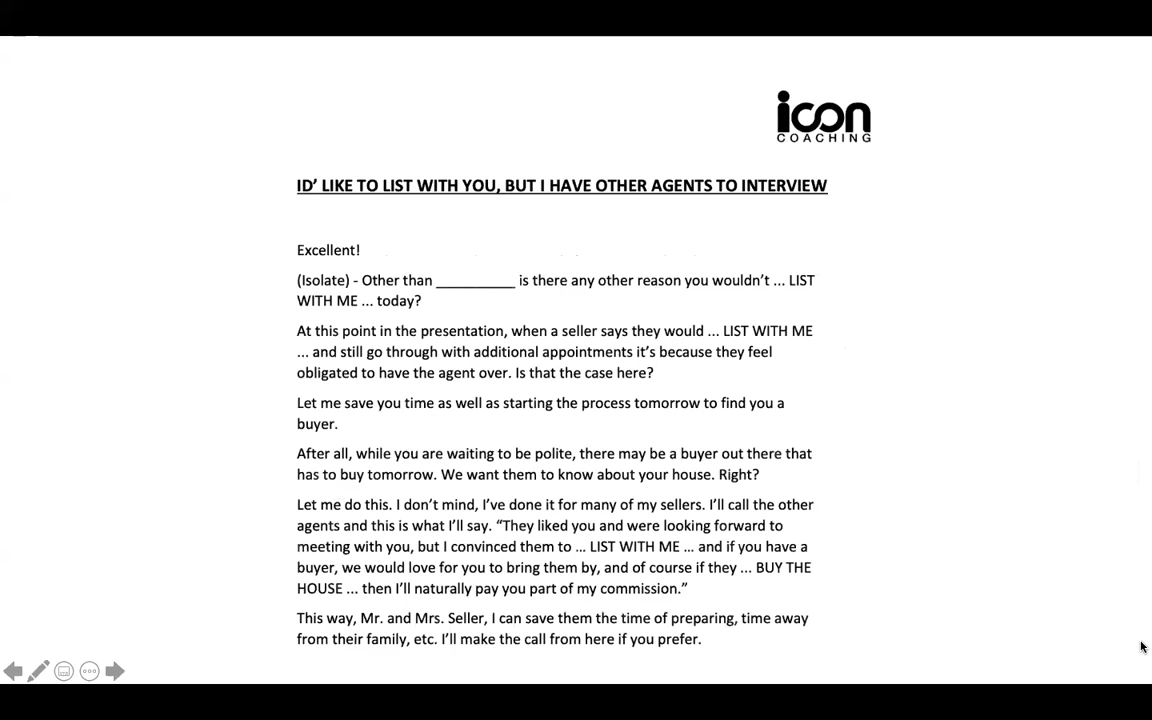 icon
COACHING
ID’ LIKE TO LIST WITH YOU, BUT I HAVE OTHER AGENTS TO INTERVIEW
Excellent!
(Isolate) - Other than __________ is there any other reason you wouldn’t ... LIST
WITH ME ... today?
At this point in the presentation, when a seller says they would ... LIST WITH ME
... and still go through with additional appointments it’s because they feel
obligated to have the agent over. Is that the case here?
Let me save you time as well as starting the process tomorrow to find you a
buyer.
After all, while you are waiting to be polite, there may be a buyer out there that
has to buy tomorrow. We want them to know about your house. Right?
Let me do this. I don’t mind, I’ve done it for many of my sellers. I’ll call the other
agents and this is what I’ll say. “They liked you and were looking forward to
meeting with you, but I convinced them to ... LIST WITH ME ... and if you have a
buyer, we would love for you to bring them by, and of course if they ... BUY THE
HOUSE ... then I’ll naturally pay you part of my commission.”
This way, Mr. and Mrs. Seller, I can save them the time of preparing, time away
from their family, etc. I’ll make the call from here if you prefer.